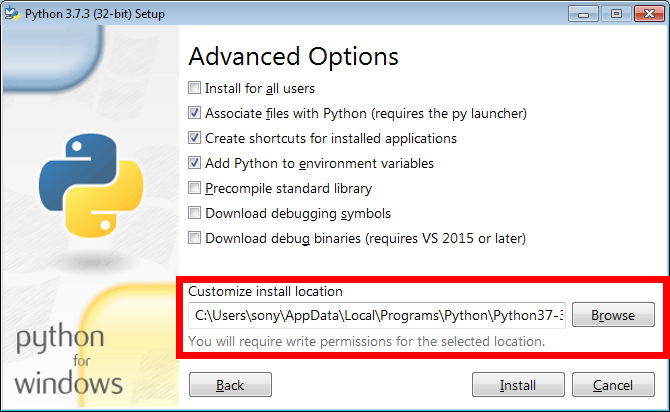 Python 3.7.3 (32-bit) Setup
Advanced Options
Install for all users
Associate files with Python (requires the py launcher)
Create shortcuts for installed applications
Add Python to environment variables
Precompile standard library
Download debugging symbols
Download debug binaries (requires VS 2015 or later)
Customize install location
C:\Users\sony\AppData\Local\Programs\Python\Python37-3
Browse
You will require write permissions for the selected location.
python
for
windows
Back
Install
Cancel